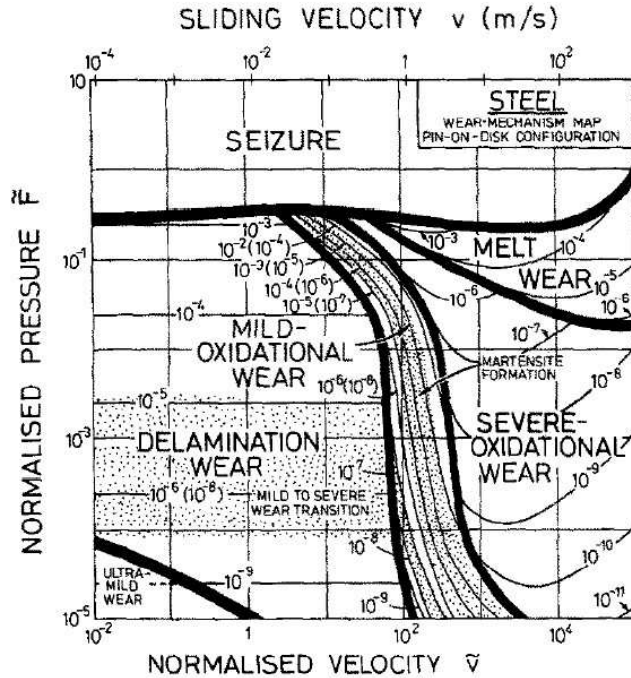 SLIDING VELOCITY v (m/s)
10⁻⁴ 10⁻² 1 10²
10
STEEL
WEAR-MECHANISM MAP
PIN-ON-DISK CONFIGURATION
SEIZURE
NORMALISED PRESSURE F̃
10⁻³
10⁻²(10⁻⁴)
10⁻³(10⁻⁵)
10⁻⁴(10⁻⁶)
10⁻⁵(10⁻⁷)
10⁻³
MELT
WEAR
10⁻⁴
10⁻⁵
10⁻⁶
10⁻⁶
10⁻¹
10⁻⁴
MILD-
OXIDATIONAL
WEAR
10⁻⁷
MARTENSITE
FORMATION
10⁻⁸
10⁻⁶(10⁻⁸)
10⁻⁵
SEVERE-
OXIDATIONAL
WEAR
10⁻³
DELAMINATION
WEAR
10⁻⁹
10⁻⁷
10⁻⁶(10⁻⁸)
MILD TO SEVERE
WEAR TRANSITION
10⁻⁸
10⁻¹⁰
ULTRA-
MILD
WEAR
10⁻⁹
10⁻⁹
10⁻¹¹
10⁻⁵
10⁻² 1 10² 10⁴
NORMALISED VELOCITY ṽ